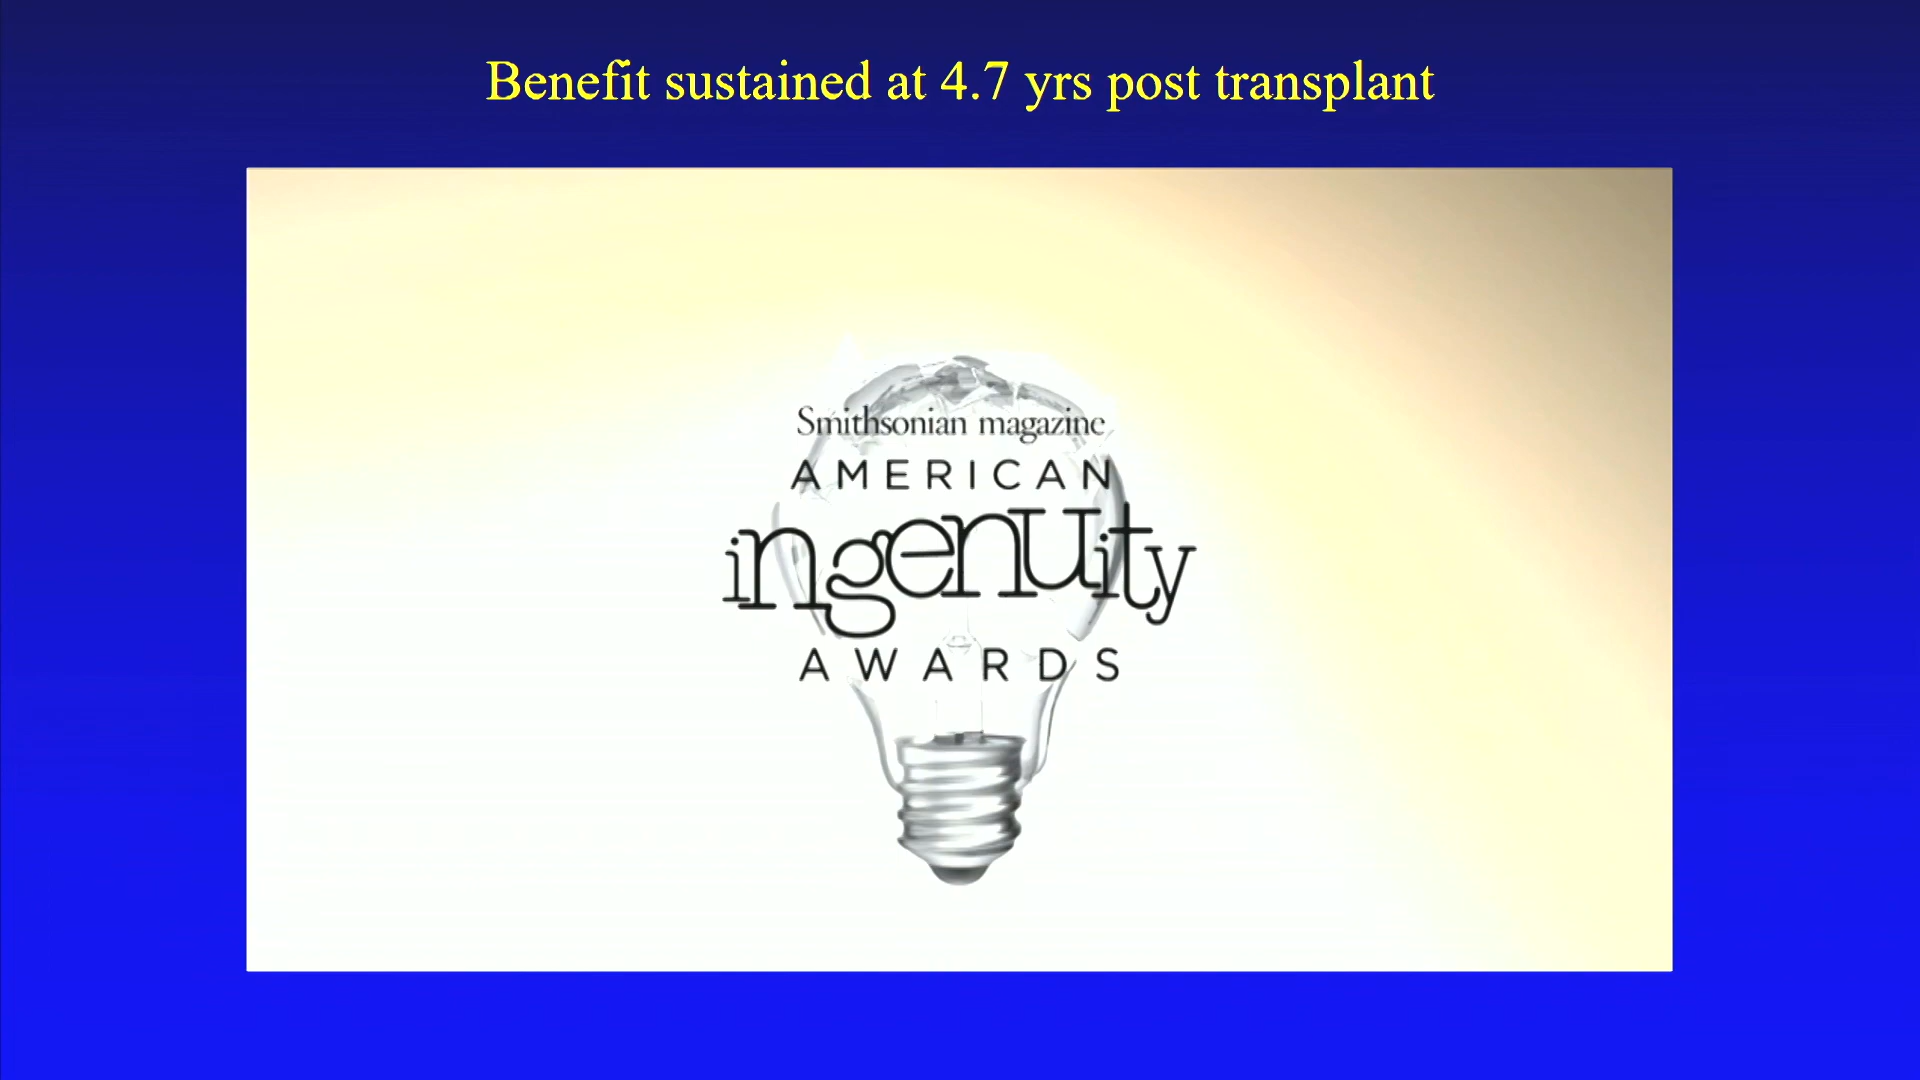 Benefit sustained at 4.7 yrs post transplant
Smithsonian magazine
AMERICAN
ingenuity
AWARDS